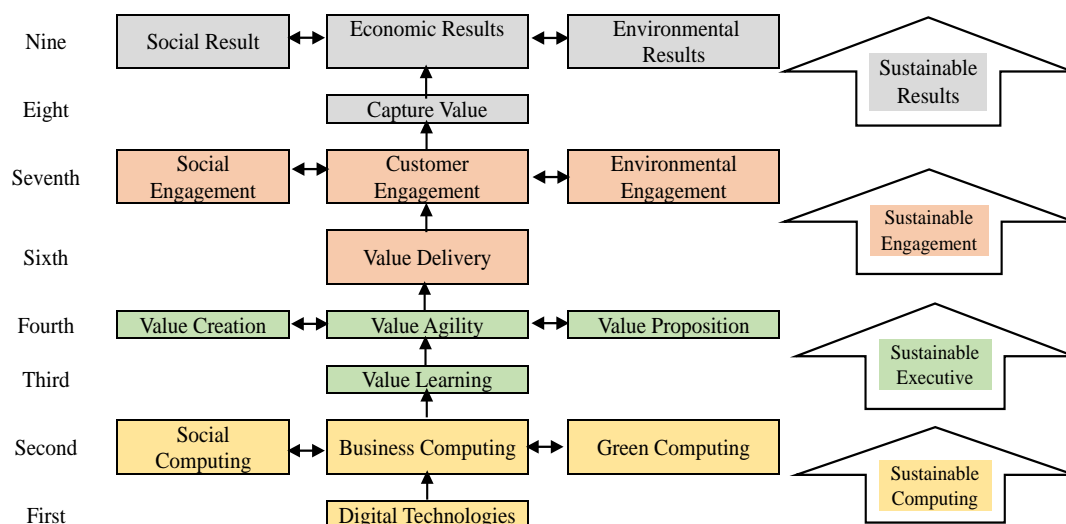 Nine
Social Result
Economic Results
Environmental
Results
Sustainable
Results
Eight
Capture Value
Seventh
Social
Engagement
Customer
Engagement
Environmental
Engagement
Sustainable
Engagement
Sixth
Value Delivery
Fourth
Value Creation
Value Agility
Value Proposition
Sustainable
Executive
Third
Value Learning
Second
Social
Computing
Business Computing
Green Computing
Sustainable
Computing
First
Digital Technologies